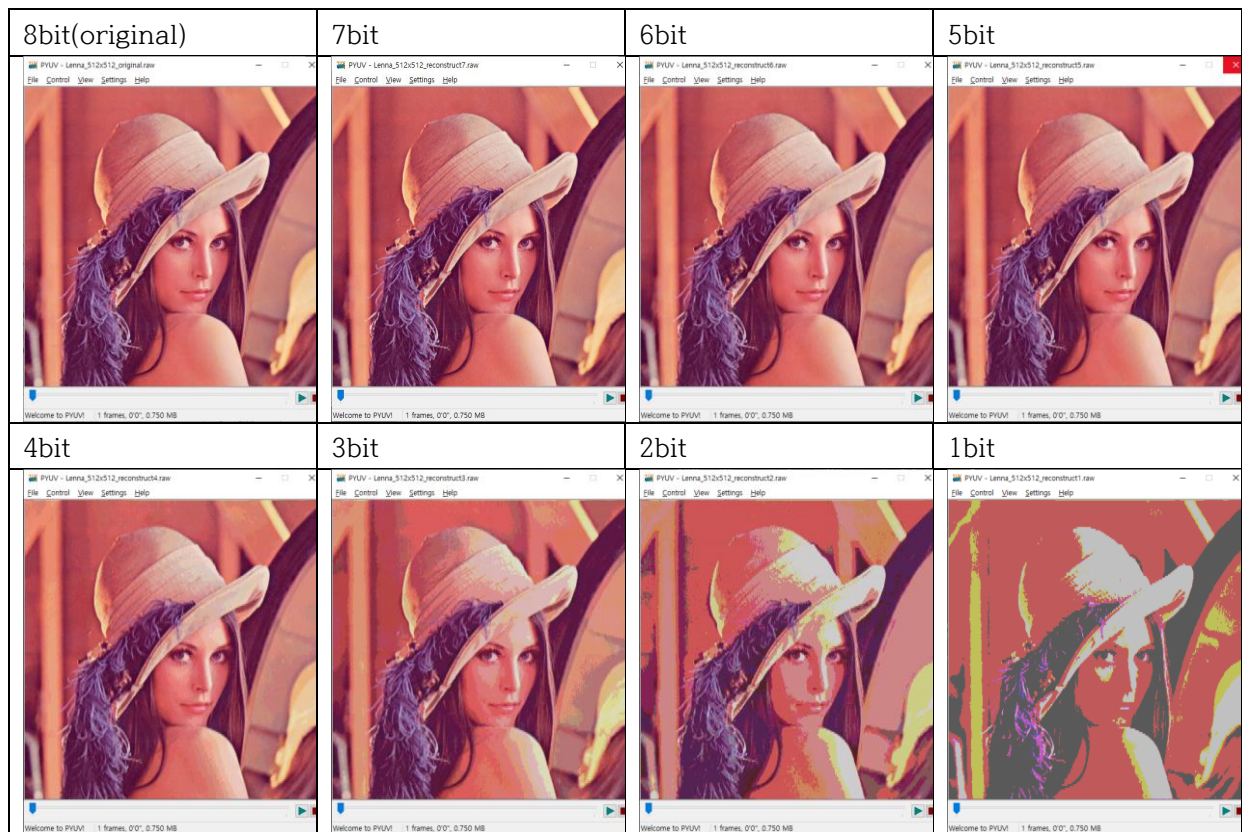 8bit(original)
7bit
6bit
5bit
PYUV - Lenna_512x512_original.raw
File Control View Settings Help
PYUV - Lenna_512x512_reconstruct7.raw
File Control View Settings Help
PYUV - Lenna_512x512_reconstruct6.raw
File Control View Settings Help
PYUV - Lenna_512x512_reconstruct5.raw
File Control View Settings Help
Welcome to PYUV! 1 frames, 0'0", 0.750 MB
Welcome to PYUV! 1 frames, 0'0", 0.750 MB
Welcome to PYUV! 1 frames, 0'0", 0.750 MB
Welcome to PYUV! 1 frames, 0'0", 0.750 MB
4bit
3bit
2bit
1bit
PYUV - Lenna_512x512_reconstruct4.raw
File Control View Settings Help
PYUV - Lenna_512x512_reconstruct3.raw
File Control View Settings Help
PYUV - Lenna_512x512_reconstruct2.raw
File Control View Settings Help
PYUV - Lenna_512x512_reconstruct1.raw
File Control View Settings Help
Welcome to PYUV! 1 frames, 0'0", 0.750 MB
Welcome to PYUV! 1 frames, 0'0", 0.750 MB
Welcome to PYUV! 1 frames, 0'0", 0.750 MB
Welcome to PYUV! 1 frames, 0'0", 0.750 MB